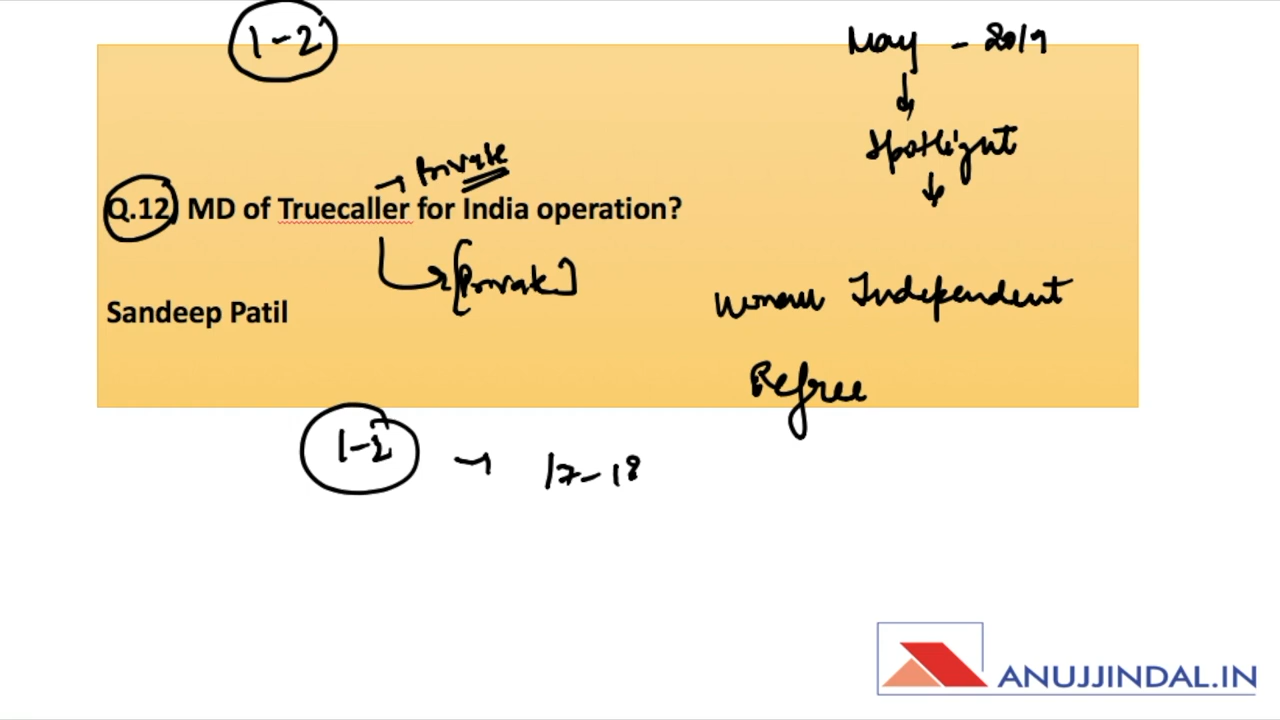 1-2
May - 2019
Spotlight
→ Private
Q.12 MD of Truecaller for India operation?
[Private]
Independent
Sandeep Patil
Refree
1-2 → 17-18
ANUJJINDAL.IN